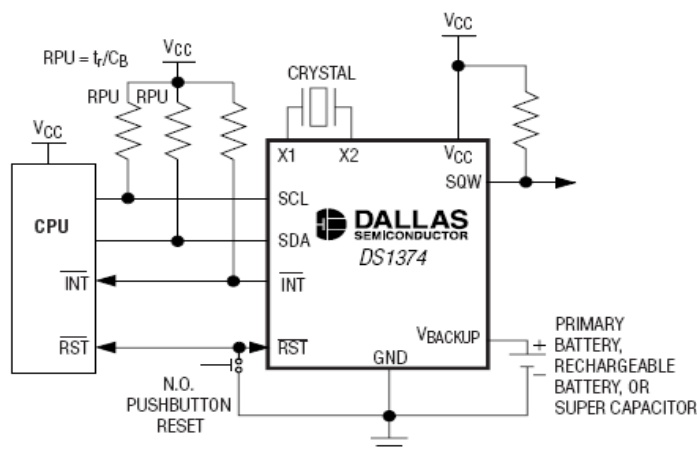 RPU = tr/CB
VCC
RPU
RPU
CRYSTAL
VCC
VCC
X1
X2
VCC
SQW
CPU
SCL
SDA
DALLAS
SEMICONDUCTOR
DS1374
INT
INT
RST
RST
VBACKUP
GND
+
−
PRIMARY
BATTERY,
RECHARGEABLE
BATTERY, OR
SUPER CAPACITOR
N.O.
PUSHBUTTON
RESET